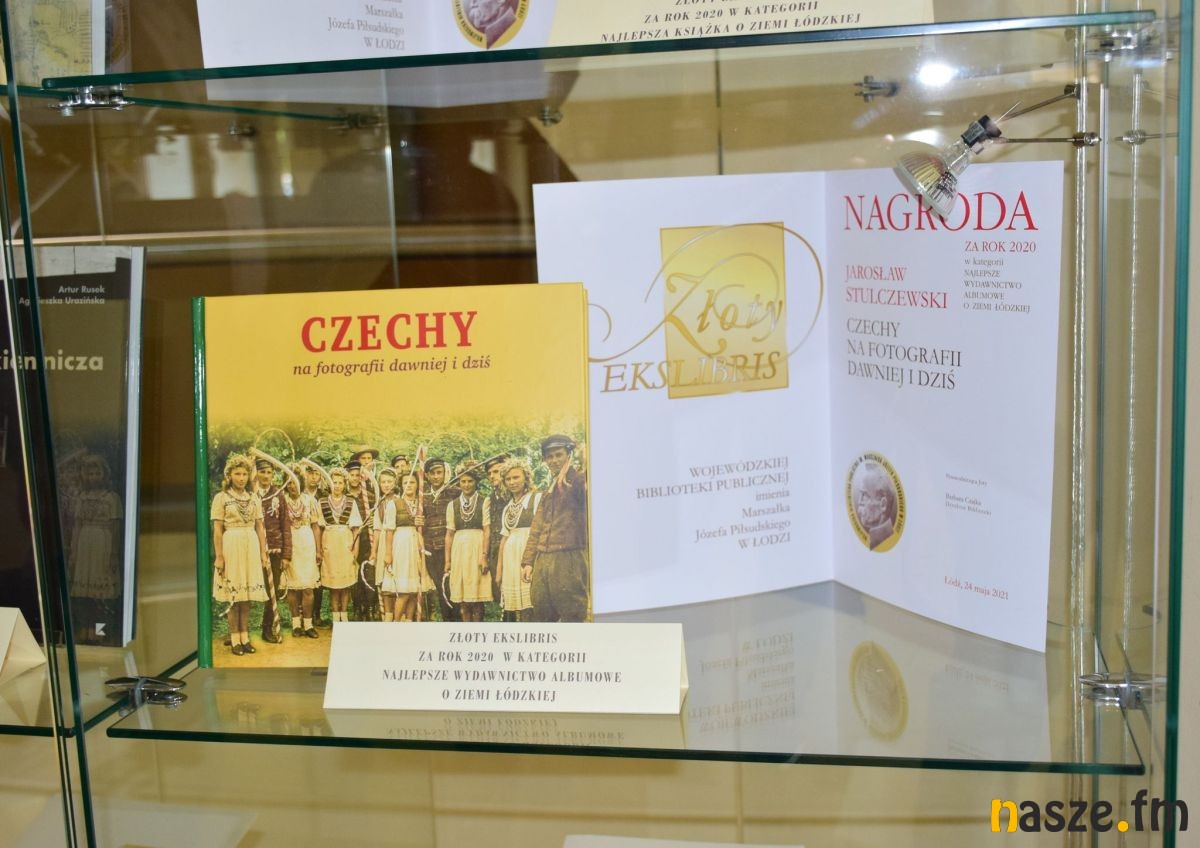 Marszałka
Józefa Piłsudskiego
W ŁODZI
ZA ROK 2020 W KATEGORII
NAJLEPSZA KSIĄŻKA O ZIEMI ŁÓDZKIEJ
Artur Rusek
Agnieszka Urazińska
CZECHY
na fotografii dawniej i dziś
Złoty
EKSLIBRIS
WOJEWÓDZKIEJ
BIBLIOTEKI PUBLICZNEJ
imienia
Marszałka
Józefa Piłsudskiego
W ŁODZI
NAGRODA
ZA ROK 2020
w kategorii
NAJLEPSZE
WYDAWNICTWO
ALBUMOWE
O ZIEMI ŁÓDZKIEJ
JAROSŁAW
STULCZEWSKI
CZECHY
NA FOTOGRAFII
DAWNIEJ I DZIŚ
Łódź, 24 maja 2021
ZŁOTY EKSLIBRIS
ZA ROK 2020 W KATEGORII
NAJLEPSZE WYDAWNICTWO ALBUMOWE
O ZIEMI ŁÓDZKIEJ
nasze.fm